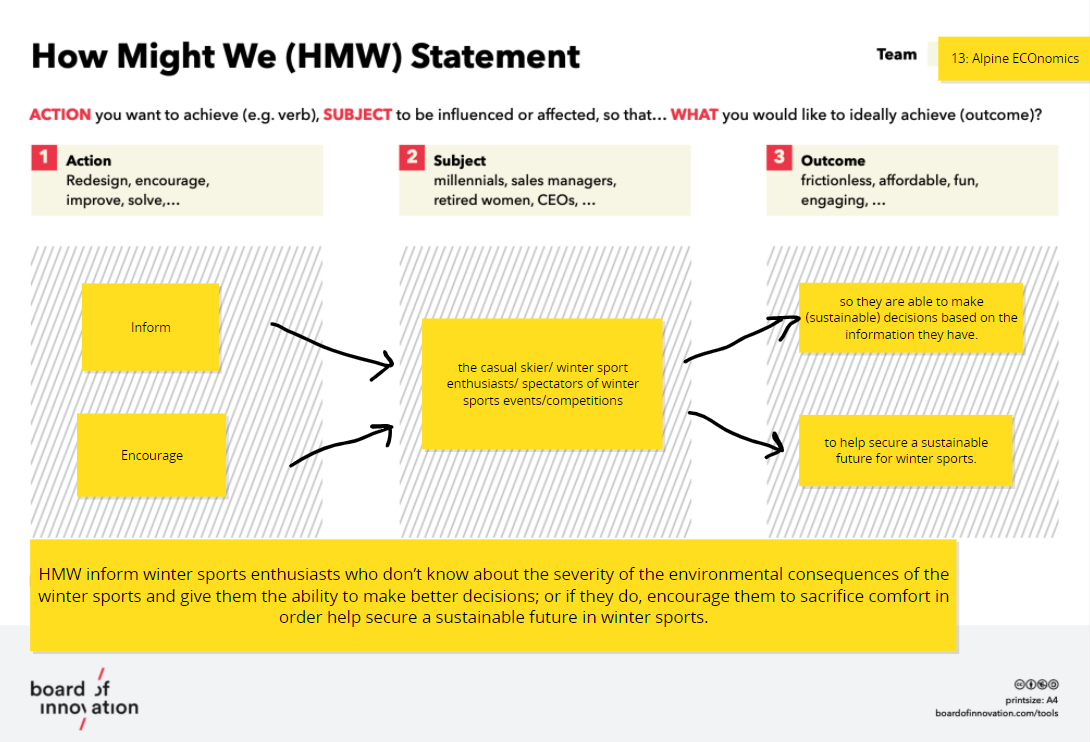 How Might We (HMW) Statement
Team
13: Alpine ECOnomics
ACTION you want to achieve (e.g. verb), SUBJECT to be influenced or affected, so that... WHAT you would like to ideally achieve (outcome)?
1
Action
Redesign, encourage,
improve, solve,...
2
Subject
millennials, sales managers,
retired women, CEOs, ...
3
Outcome
frictionless, affordable, fun,
engaging, ...
Inform
Encourage
the casual skier/ winter sport
enthusiasts/ spectators of winter
sports events/competitions
so they are able to make
(sustainable) decisions based on the
information they have.
to help secure a sustainable
future for winter sports.
HMW inform winter sports enthusiasts who don’t know about the severity of the environmental consequences of the
winter sports and give them the ability to make better decisions; or if they do, encourage them to sacrifice comfort in
order help secure a sustainable future in winter sports.
board of
innovation
printsize: A4
boardofinnovation.com/tools